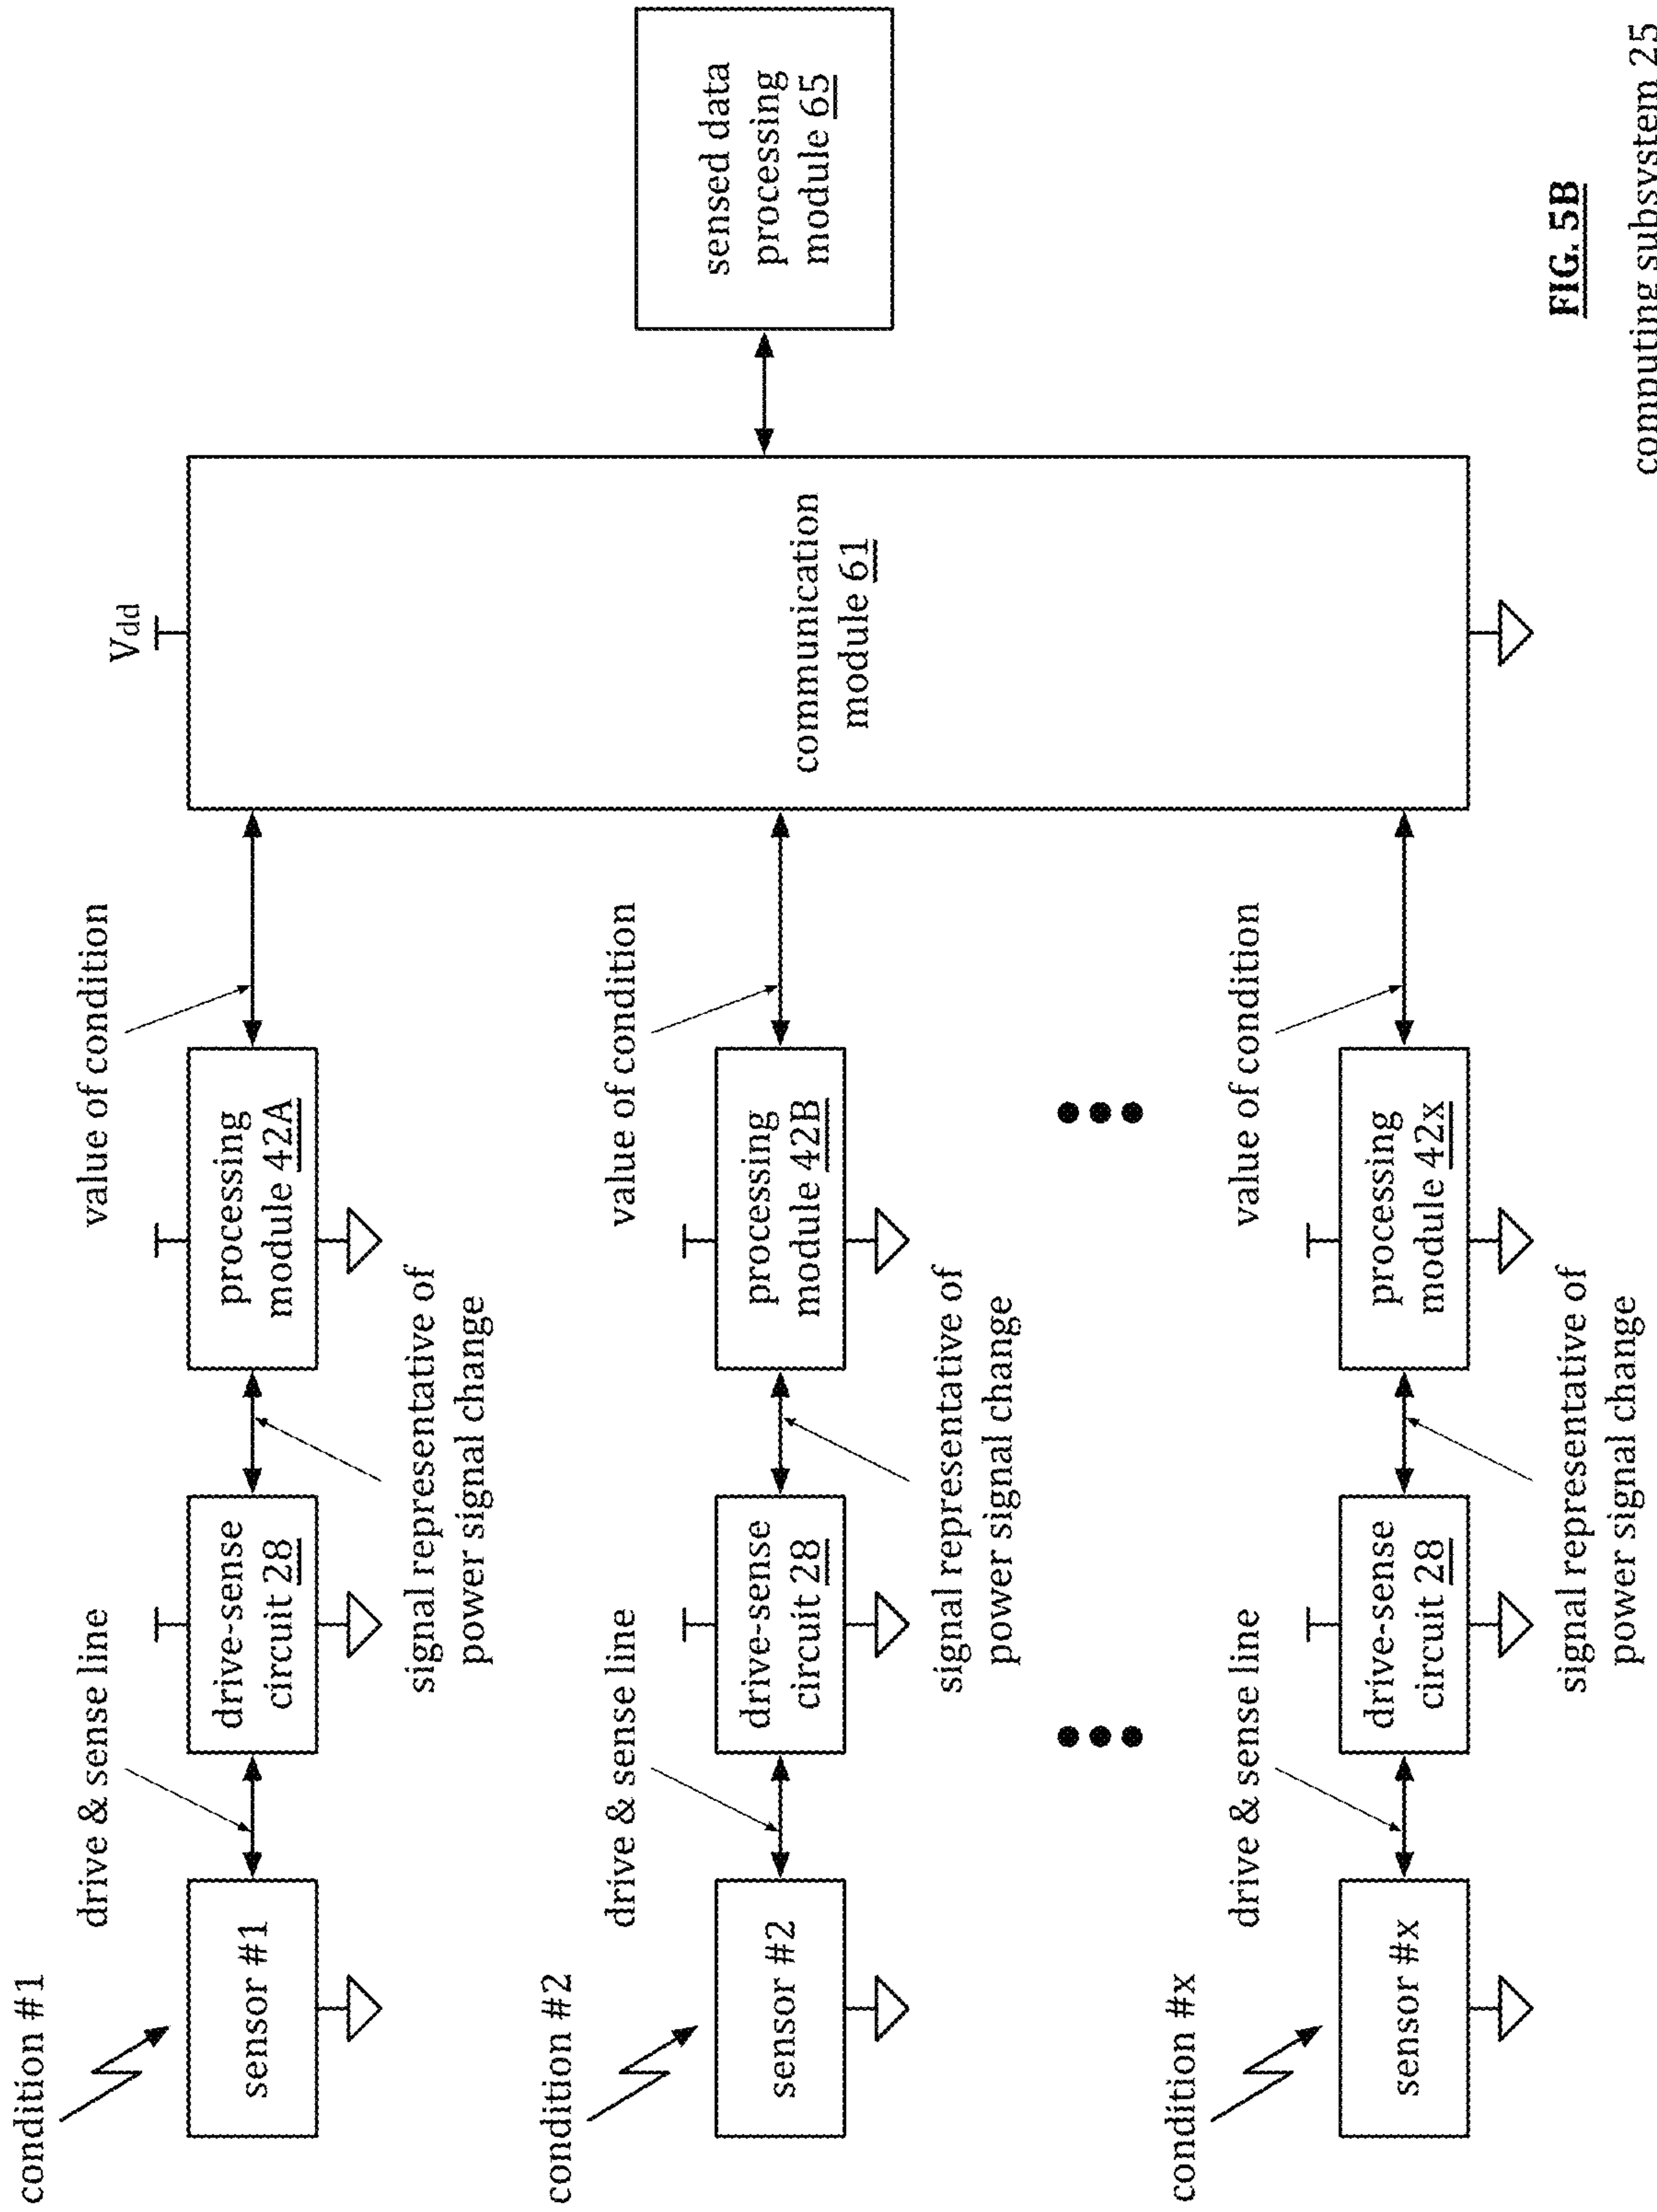 condition #1
drive & sense line
value of condition
Vdd
sensor #1
drive-sense
circuit 28
processing
module 42A
signal representative of
power signal change
condition #2
drive & sense line
value of condition
sensor #2
drive-sense
circuit 28
processing
module 42B
communication
module 61
sensed data
processing
module 65
signal representative of
power signal change
condition #x
drive & sense line
value of condition
sensor #x
drive-sense
circuit 28
processing
module 42x
signal representative of
power signal change
FIG. 5B
computing subsystem 25